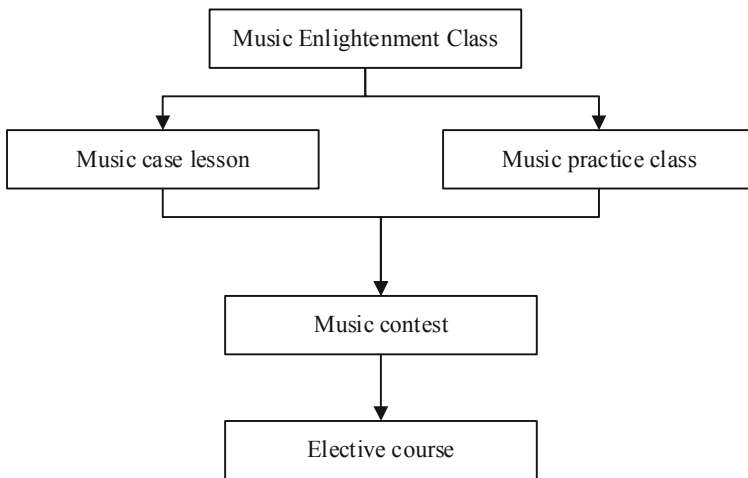 Music Enlightenment Class
Music case lesson
Music practice class
Music contest
Elective course